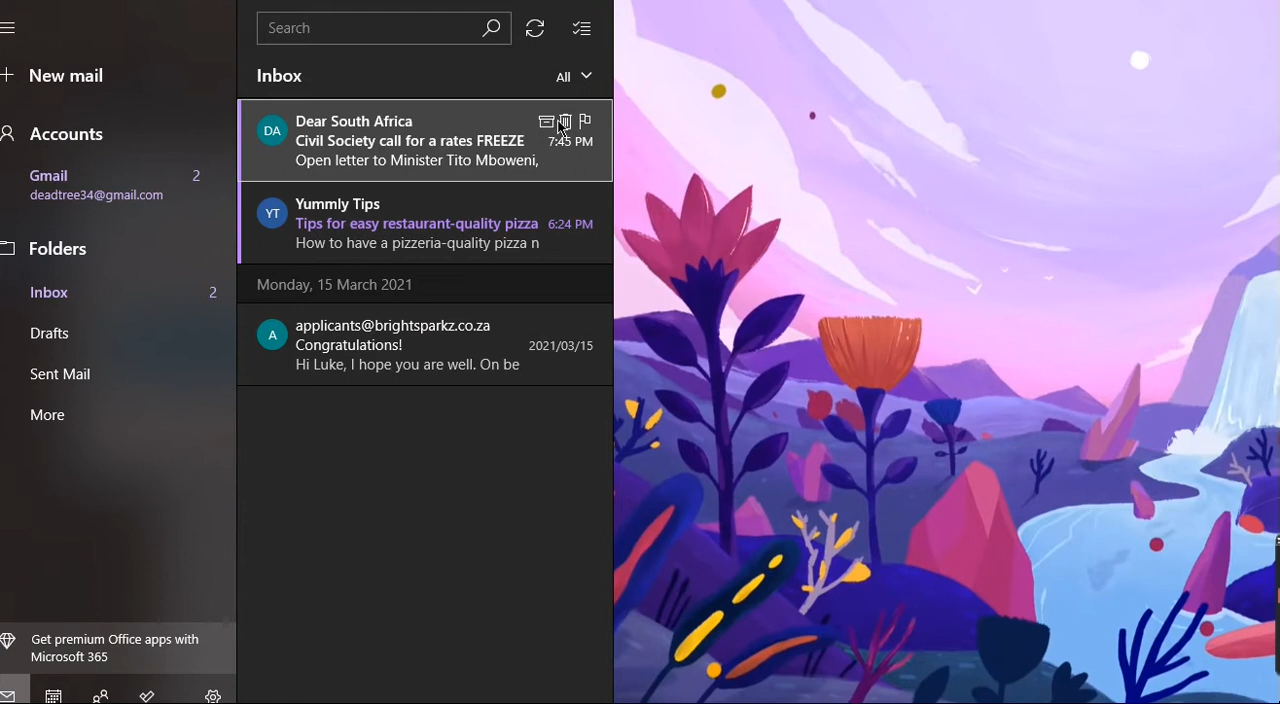 Search
New mail
Inbox
All
Accounts
Gmail 2
deadtree34@gmail.com
Folders
Inbox 2
Drafts
Sent Mail
More
Get premium Office apps with
Microsoft 365
DA
Dear South Africa
Civil Society call for a rates FREEZE 7:45 PM
Open letter to Minister Tito Mboweni,
YT
Yummly Tips
Tips for easy restaurant-quality pizza 6:24 PM
How to have a pizzeria-quality pizza n
Monday, 15 March 2021
A
applicants@brightsparkz.co.za
Congratulations! 2021/03/15
Hi Luke, I hope you are well. On be